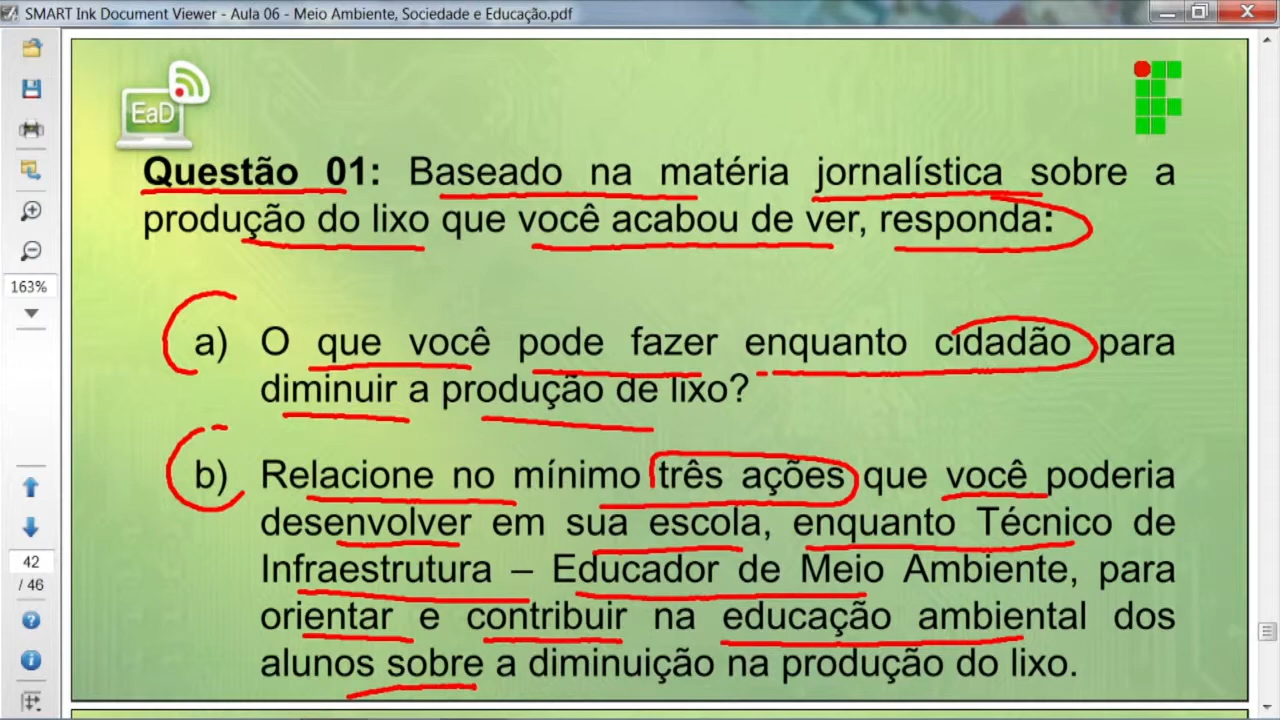 SMART Ink Document Viewer - Aula 06 - Meio Ambiente, Sociedade e Educação.pdf
EaD
Questão 01: Baseado na matéria jornalística sobre a
produção do lixo que você acabou de ver, responda:
a) O que você pode fazer enquanto cidadão para
diminuir a produção de lixo?
b) Relacione no mínimo três ações que você poderia
desenvolver em sua escola, enquanto Técnico de
Infraestrutura – Educador de Meio Ambiente, para
orientar e contribuir na educação ambiental dos
alunos sobre a diminuição na produção do lixo.
163%
42
/ 46